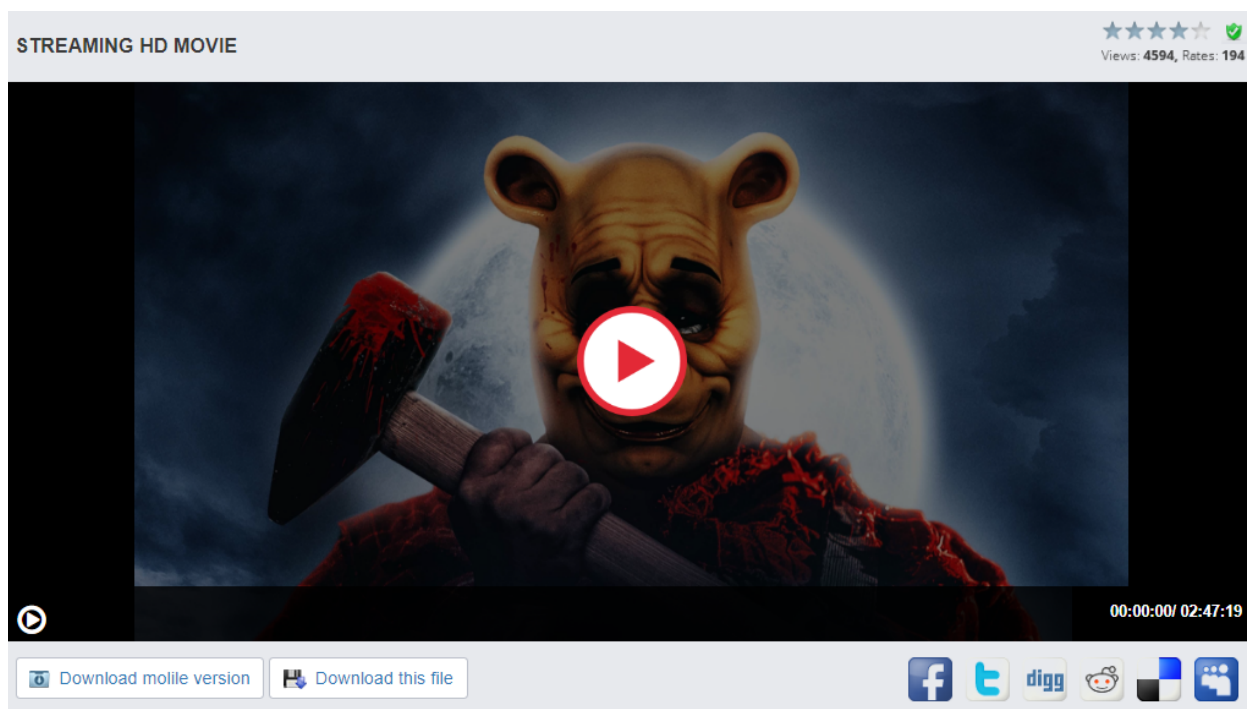 STREAMING HD MOVIE
Views: 4594, Rates: 194
00:00:00/ 02:47:19
Download molile version
Download this file
digg